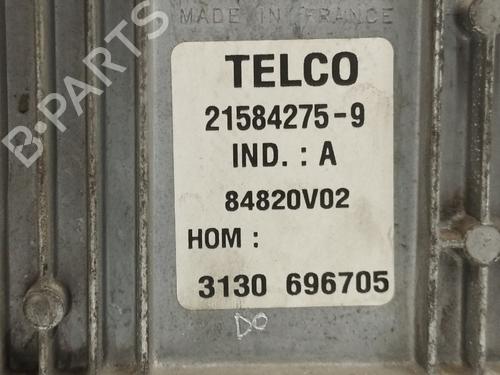 MADE IN FRANCE
B-PARTS
TELCO
21584275-9
IND. : A
84820V02
HOM :
3130 696705
DO